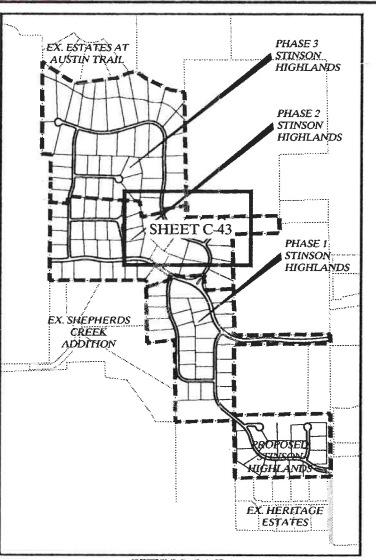 EX. ESTATES AT
AUSTIN TRAIL
PHASE 3
STINSON
HIGHLANDS
PHASE 2
STINSON
HIGHLANDS
SHEET C-43
PHASE 1
STINSON
HIGHLANDS
EX. SHEPHERDS
CREEK
ADDITION
PROPOSED
STINSON
HIGHLANDS
EX. HERITAGE
ESTATES